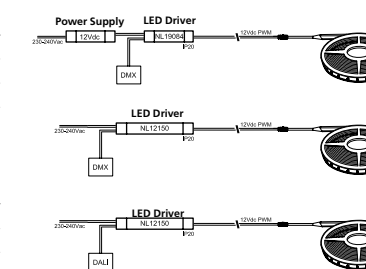 Power Supply LED Driver
230-240Vac 12Vdc NL19084 12Vdc PWM
IP20
DMX
LED Driver
230-240Vac NL12150 12Vdc PWM
IP20
DMX
LED Driver
230-240Vac NL12150 12Vdc PWM
IP20
DALI